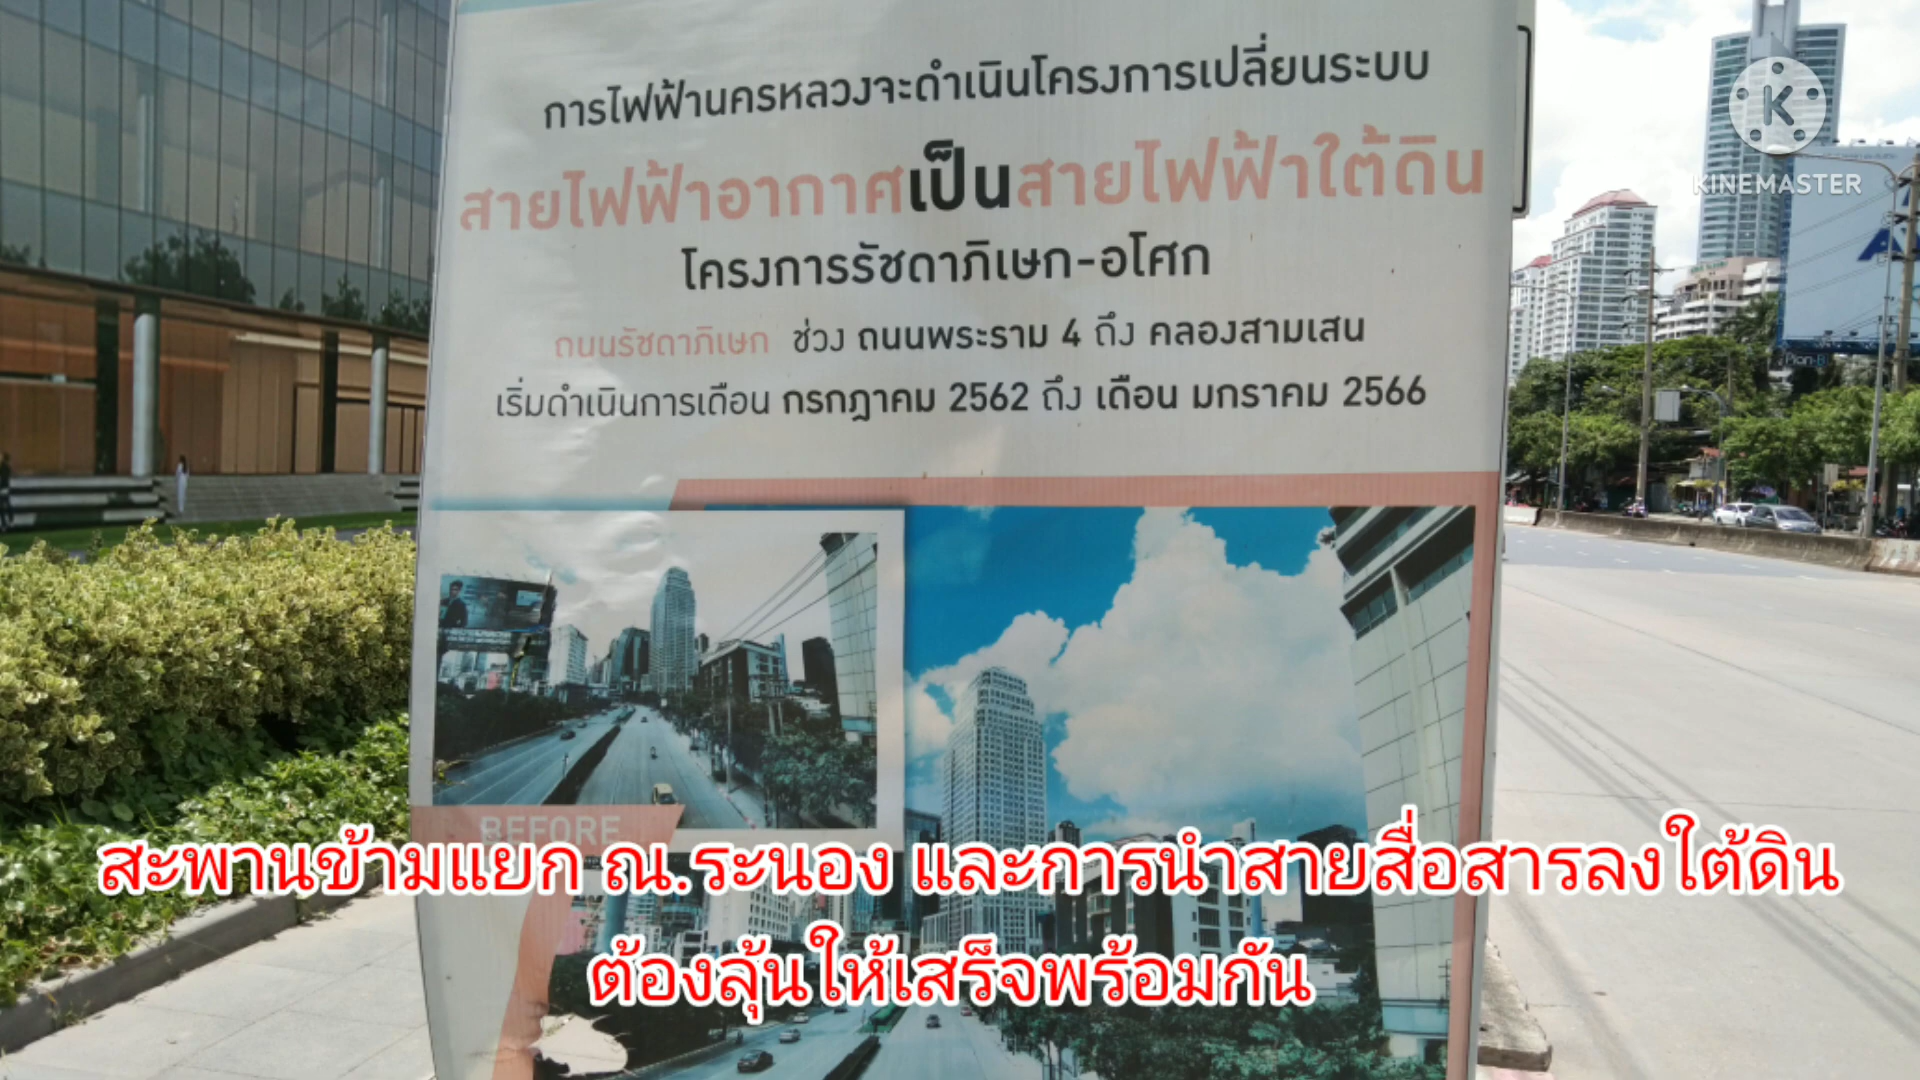 การไฟฟ้านครหลวงจะดำเนินโครงการเปลี่ยนระบบ
สายไฟฟ้าอากาศเป็นสายไฟฟ้าใต้ดิน
โครงการรัชดาภิเษก-อโศก
ถนนรัชดาภิเษก ช่วง ถนนพระราม 4 ถึง คลองสามเสน
เริ่มดำเนินการเดือน กรกฎาคม 2562 ถึง เดือน มกราคม 2566
KINEMASTER
Plan-B
BEFORE
สะพานข้ามแยก ณ.ระนอง และการนำสายสื่อสารลงใต้ดิน
ต้องลุ้นให้เสร็จพร้อมกัน